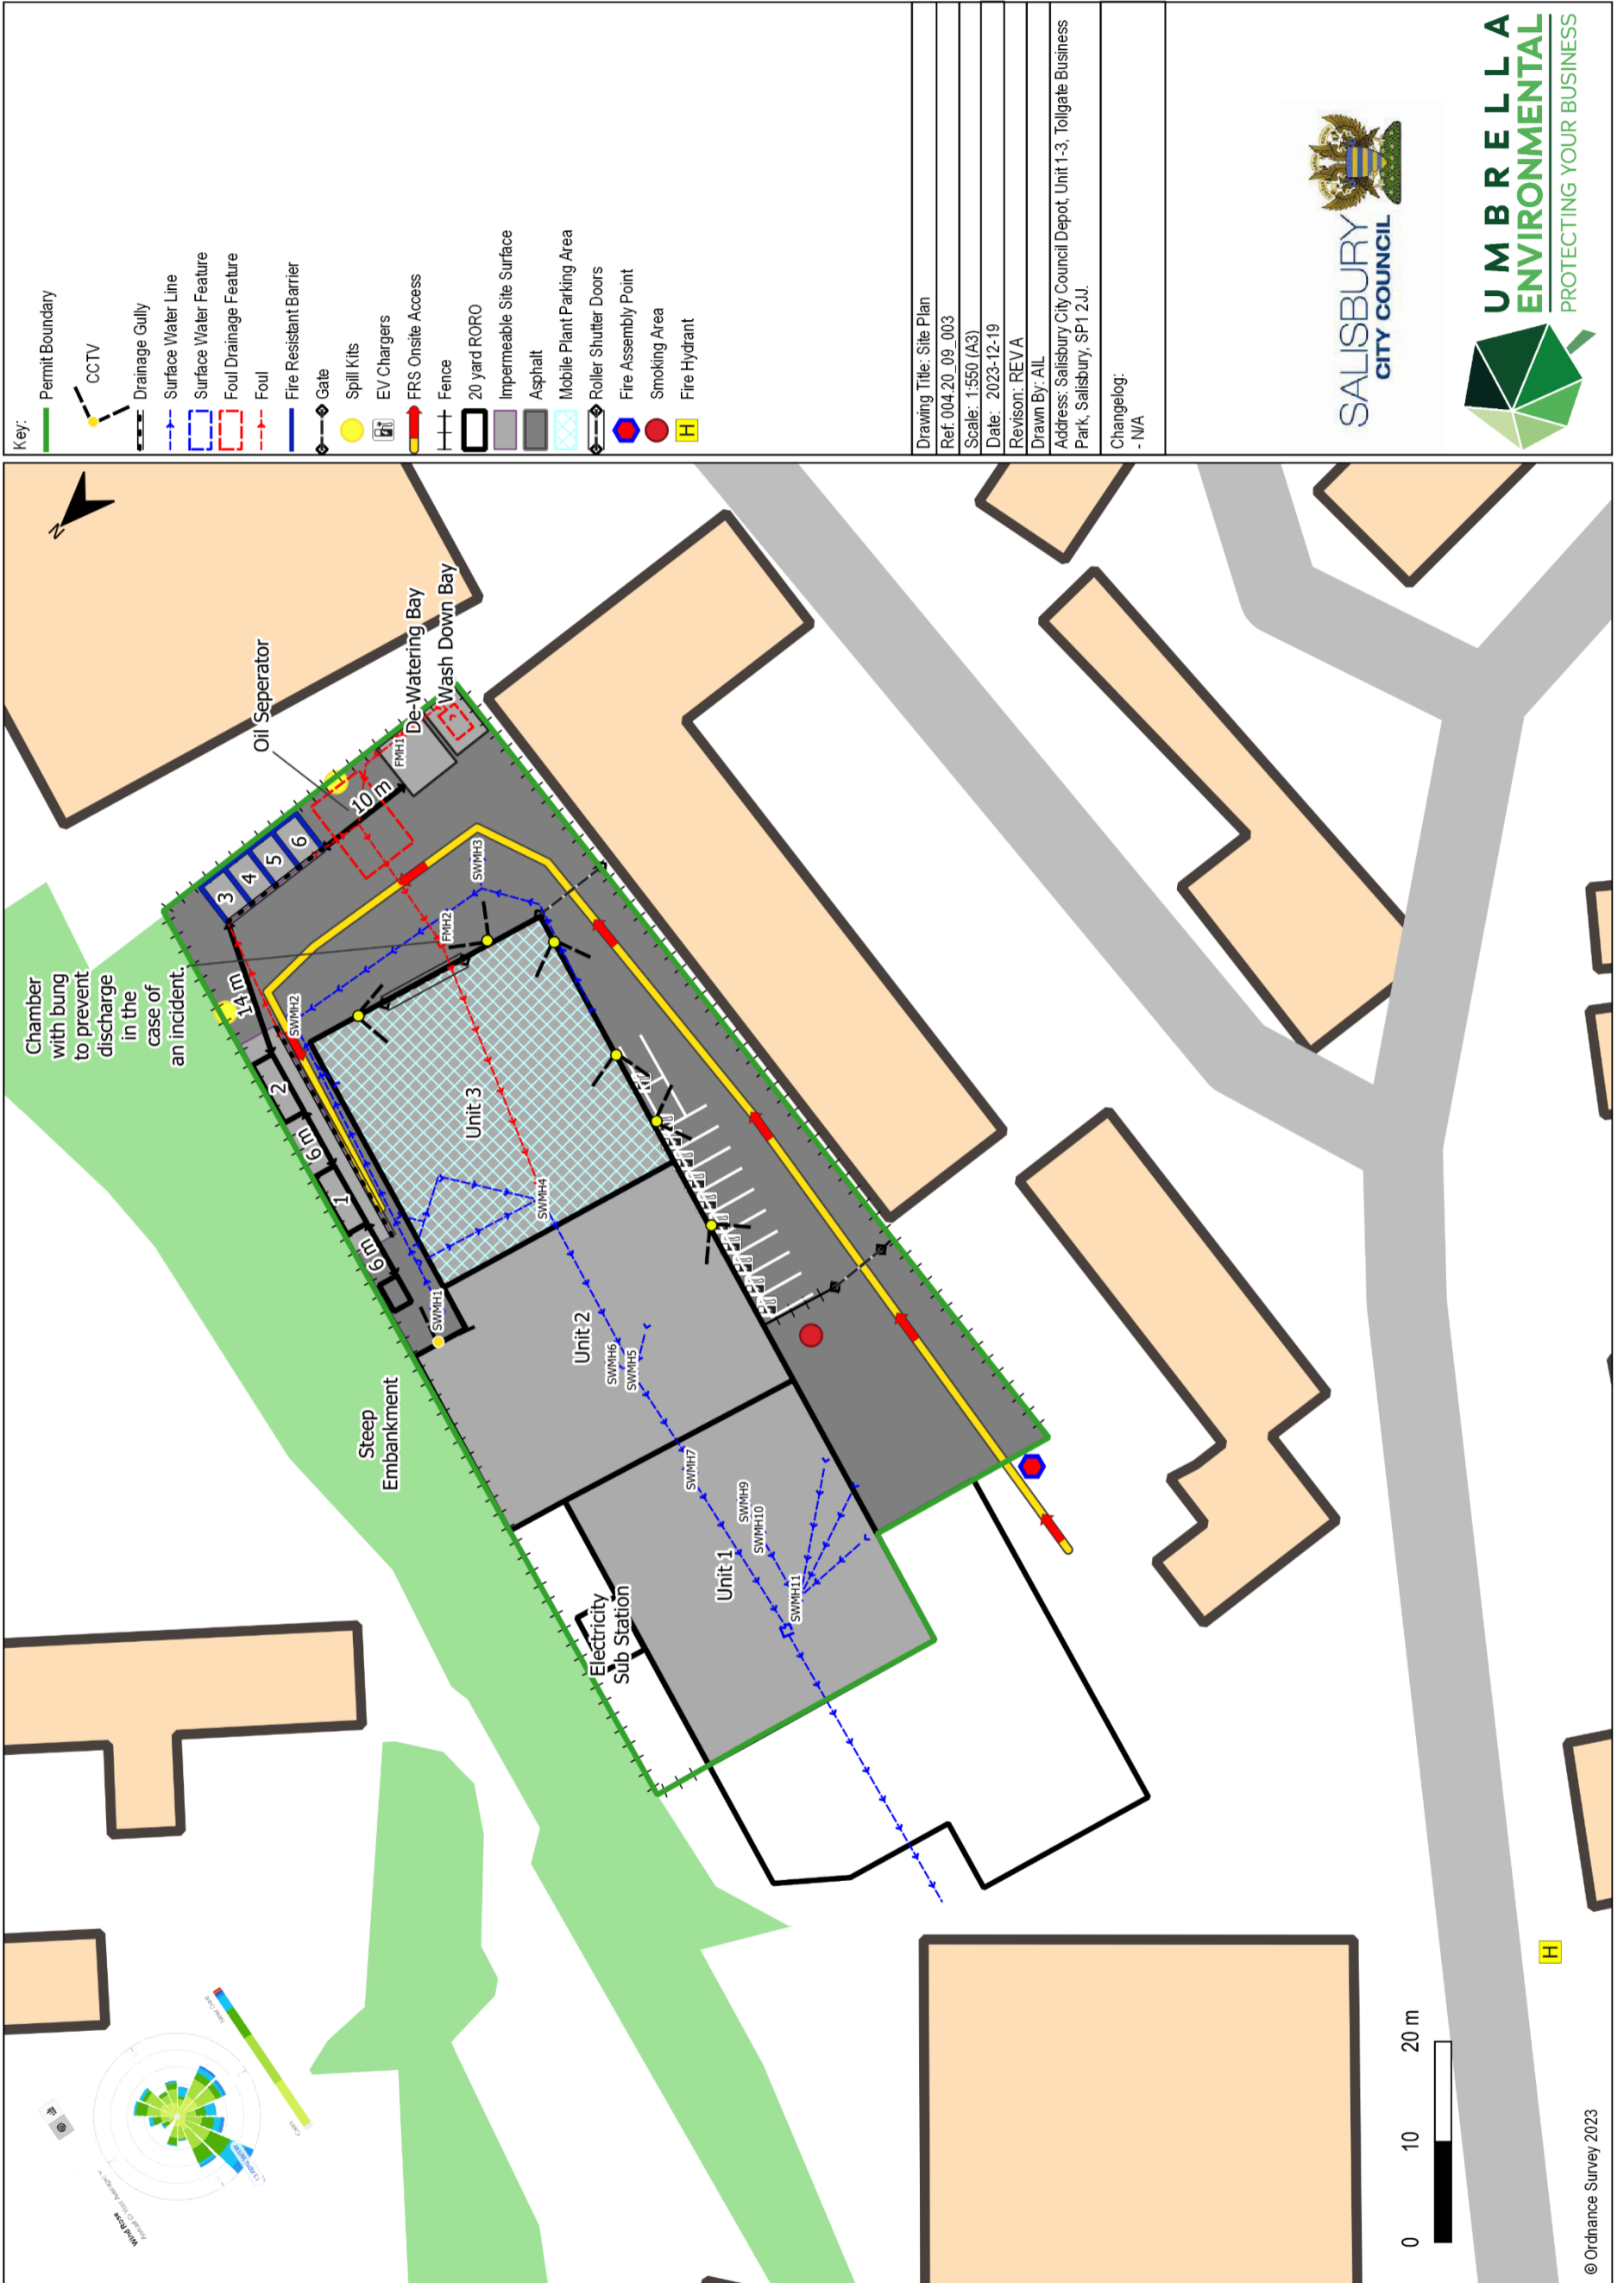 Key:
Permit Boundary
CCTV
Drainage Gully
Surface Water Line
Surface Water Feature
Foul Drainage Feature
Foul
Fire Resistant Barrier
Gate
Spill Kits
EV Chargers
FRS Onsite Access
Fence
20 yard RORO
Impermeable Site Surface
Asphalt
Mobile Plant Parking Area
Roller Shutter Doors
Fire Assembly Point
Smoking Area
H Fire Hydrant
Drawing Title: Site Plan
Ref: 004.20_09_003
Scale: 1:550 (A3)
Date: 2023-12-19
Revison: REV A
Drawn By: AIL
Address: Salisbury City Council Depot, Unit 1-3, Tollgate Business
Park, Salisbury, SP1 2JJ.
Changelog:
- N/A
SALISBURY
CITY COUNCIL
UMBRELLA
ENVIRONMENTAL
PROTECTING YOUR BUSINESS
N
Chamber
with bung
to prevent
discharge
in the
case of
an incident.
Oil Seperator
De-Watering Bay
Wash Down Bay
FMH1
10 m
3
4
5
6
14 m
SWMH2
SWMH3
FMH2
2
6 m
1
6 m
SWMH1
Unit 3
SWMH4
Unit 2
SWMH6
SWMH5
Steep
Embankment
SWMH7
SWMH9
SWMH10
Unit 1
SWMH11
Electricity
Sub Station
Wind Rose
Calm
H
0 10 20 m
© Ordnance Survey 2023